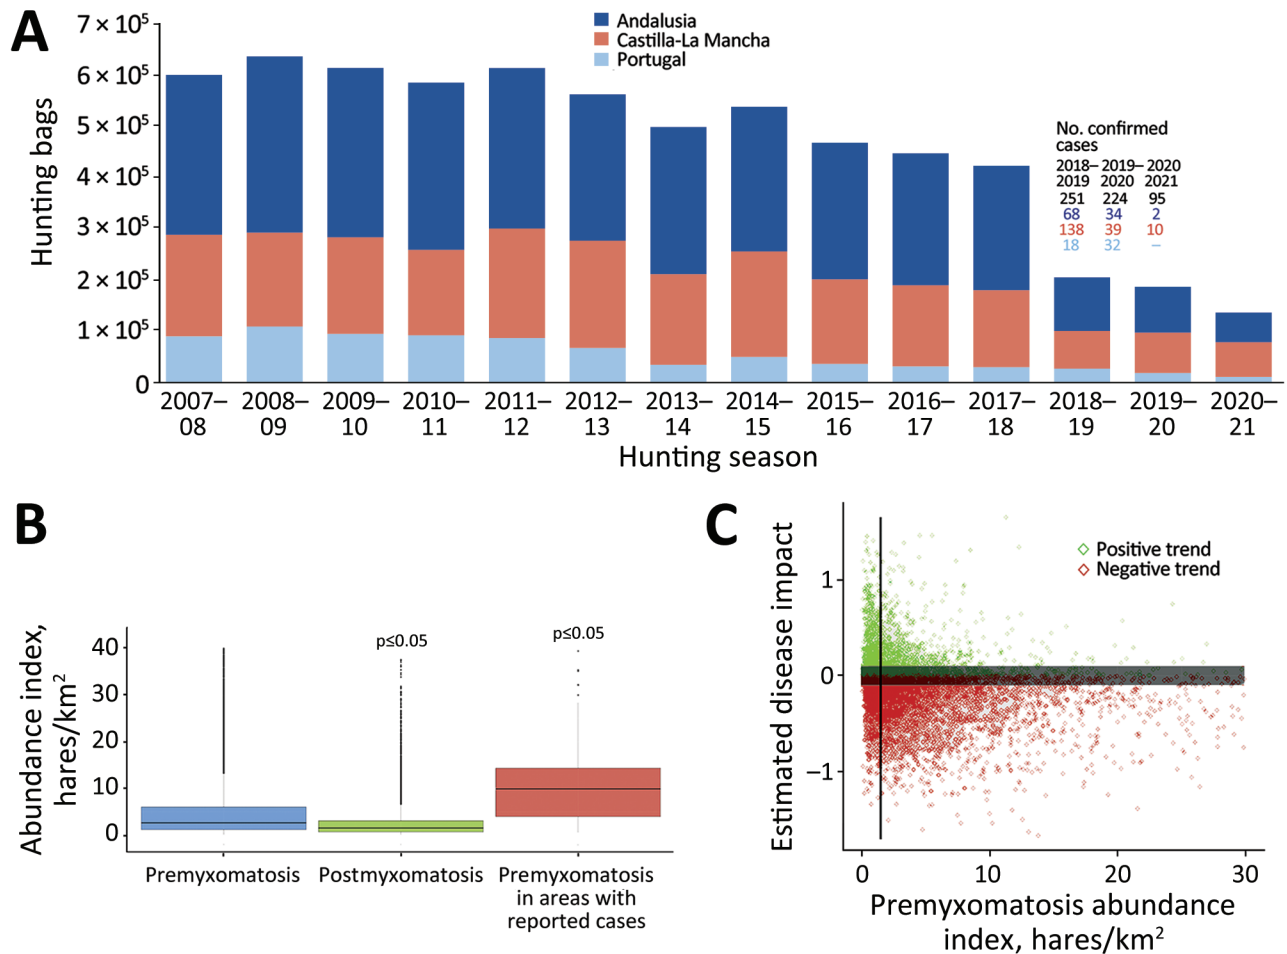 A
7 × 10⁵
6 × 10⁵
5 × 10⁵
4 × 10⁵
3 × 10⁵
2 × 10⁵
1 × 10⁵
0
Hunting bags
Andalusia
Castilla-La Mancha
Portugal
No. confirmed
cases
2018– 2019– 2020
2019 2020 2021
251 224 95
68 34 2
138 39 10
18 32 –
2007– 2008– 2009– 2010– 2011– 2012– 2013– 2014– 2015– 2016– 2017– 2018– 2019– 2020–
08 09 10 11 12 13 14 15 16 17 18 19 20 21
Hunting season
B
Abundance index,
hares/km²
40
30
20
10
0
p≤0.05
p≤0.05
Premyxomatosis
Postmyxomatosis
Premyxomatosis
in areas with
reported cases
C
Estimated disease impact
1
0
–1
Positive trend
Negative trend
0 10 20 30
Premyxomatosis abundance
index, hares/km²